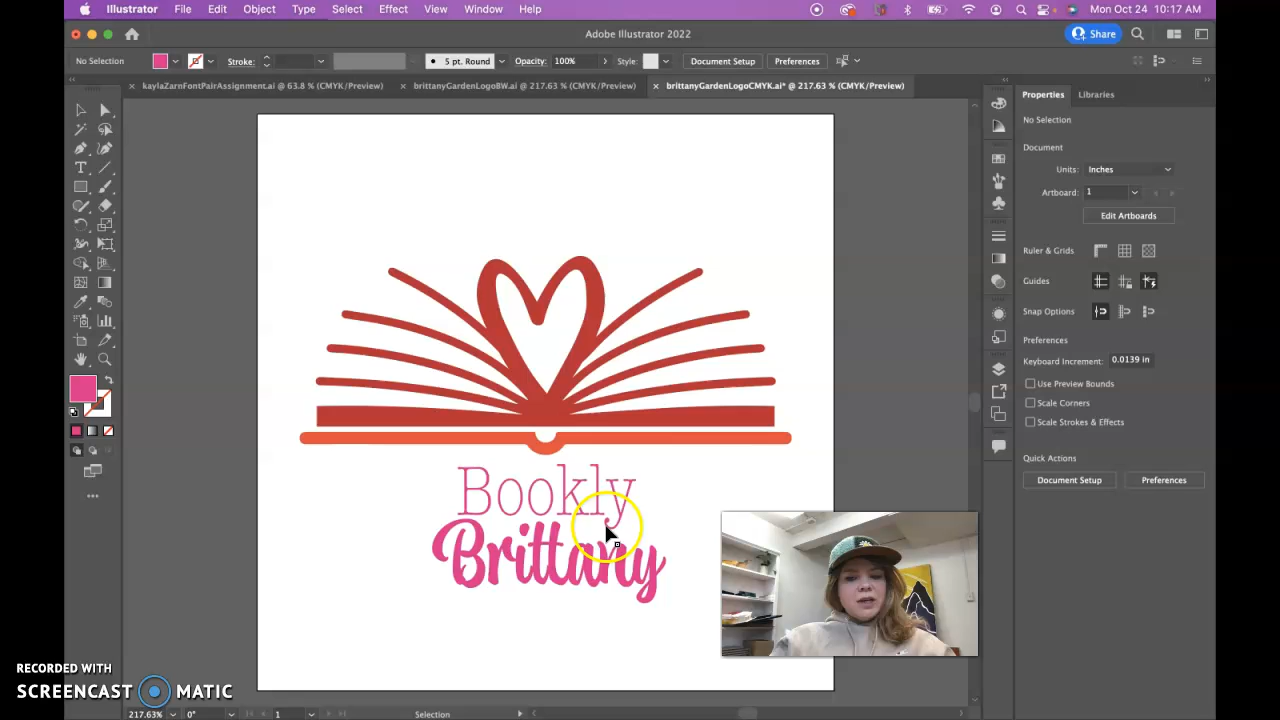 Illustrator File Edit Object Type Select Effect View Window Help
Mon Oct 24 10:17 AM
Adobe Illustrator 2022
Share
No Selection
Stroke:
5 pt. Round
Opacity: 100%
Style:
Document Setup
Preferences
kaylaZarnFontPairAssignment.ai @ 63.8 % (CMYK/Preview)
brittanyGardenLogoBW.ai @ 217.63 % (CMYK/Preview)
brittanyGardenLogoCMYK.ai* @ 217.63 % (CMYK/Preview)
Properties
Libraries
No Selection
Document
Units: Inches
Artboard: 1
Edit Artboards
Ruler & Grids
Guides
Snap Options
Preferences
Keyboard Increment: 0.0139 in
Use Preview Bounds
Scale Corners
Scale Strokes & Effects
Quick Actions
Document Setup
Preferences
Bookly
Brittany
RECORDED WITH
SCREENCAST MATIC
217.63%
0°
1
Selection